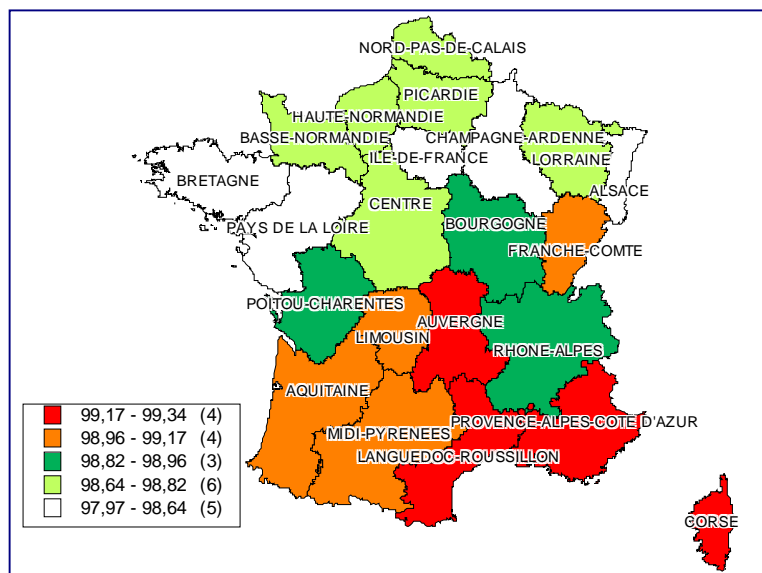 NORD-PAS-DE-CALAIS
PICARDIE
HAUTE-NORMANDIE
BASSE-NORMANDIE
CHAMPAGNE-ARDENNE
ILE-DE-FRANCE
LORRAINE
BRETAGNE
ALSACE
CENTRE
PAYS DE LA LOIRE
BOURGOGNE
FRANCHE-COMTE
POITOU-CHARENTES
AUVERGNE
LIMOUSIN
RHONE-ALPES
AQUITAINE
PROVENCE-ALPES-COTE D'AZUR
MIDI-PYRENEES
LANGUEDOC-ROUSSILLON
CORSE
99,17 - 99,34 (4)
98,96 - 99,17 (4)
98,82 - 98,96 (3)
98,64 - 98,82 (6)
97,97 - 98,64 (5)